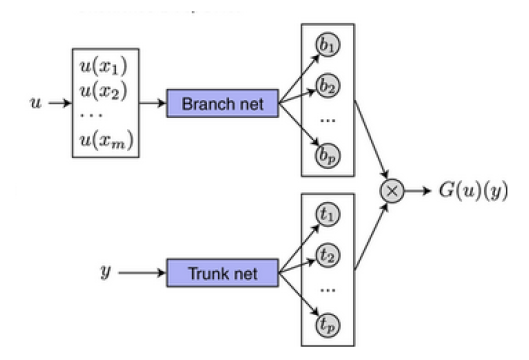 u
u(x₁)
u(x₂)
...
u(xₘ)
Branch net
b₁
b₂
...
bₚ
×
G(u)(y)
y
Trunk net
t₁
t₂
...
tₚ